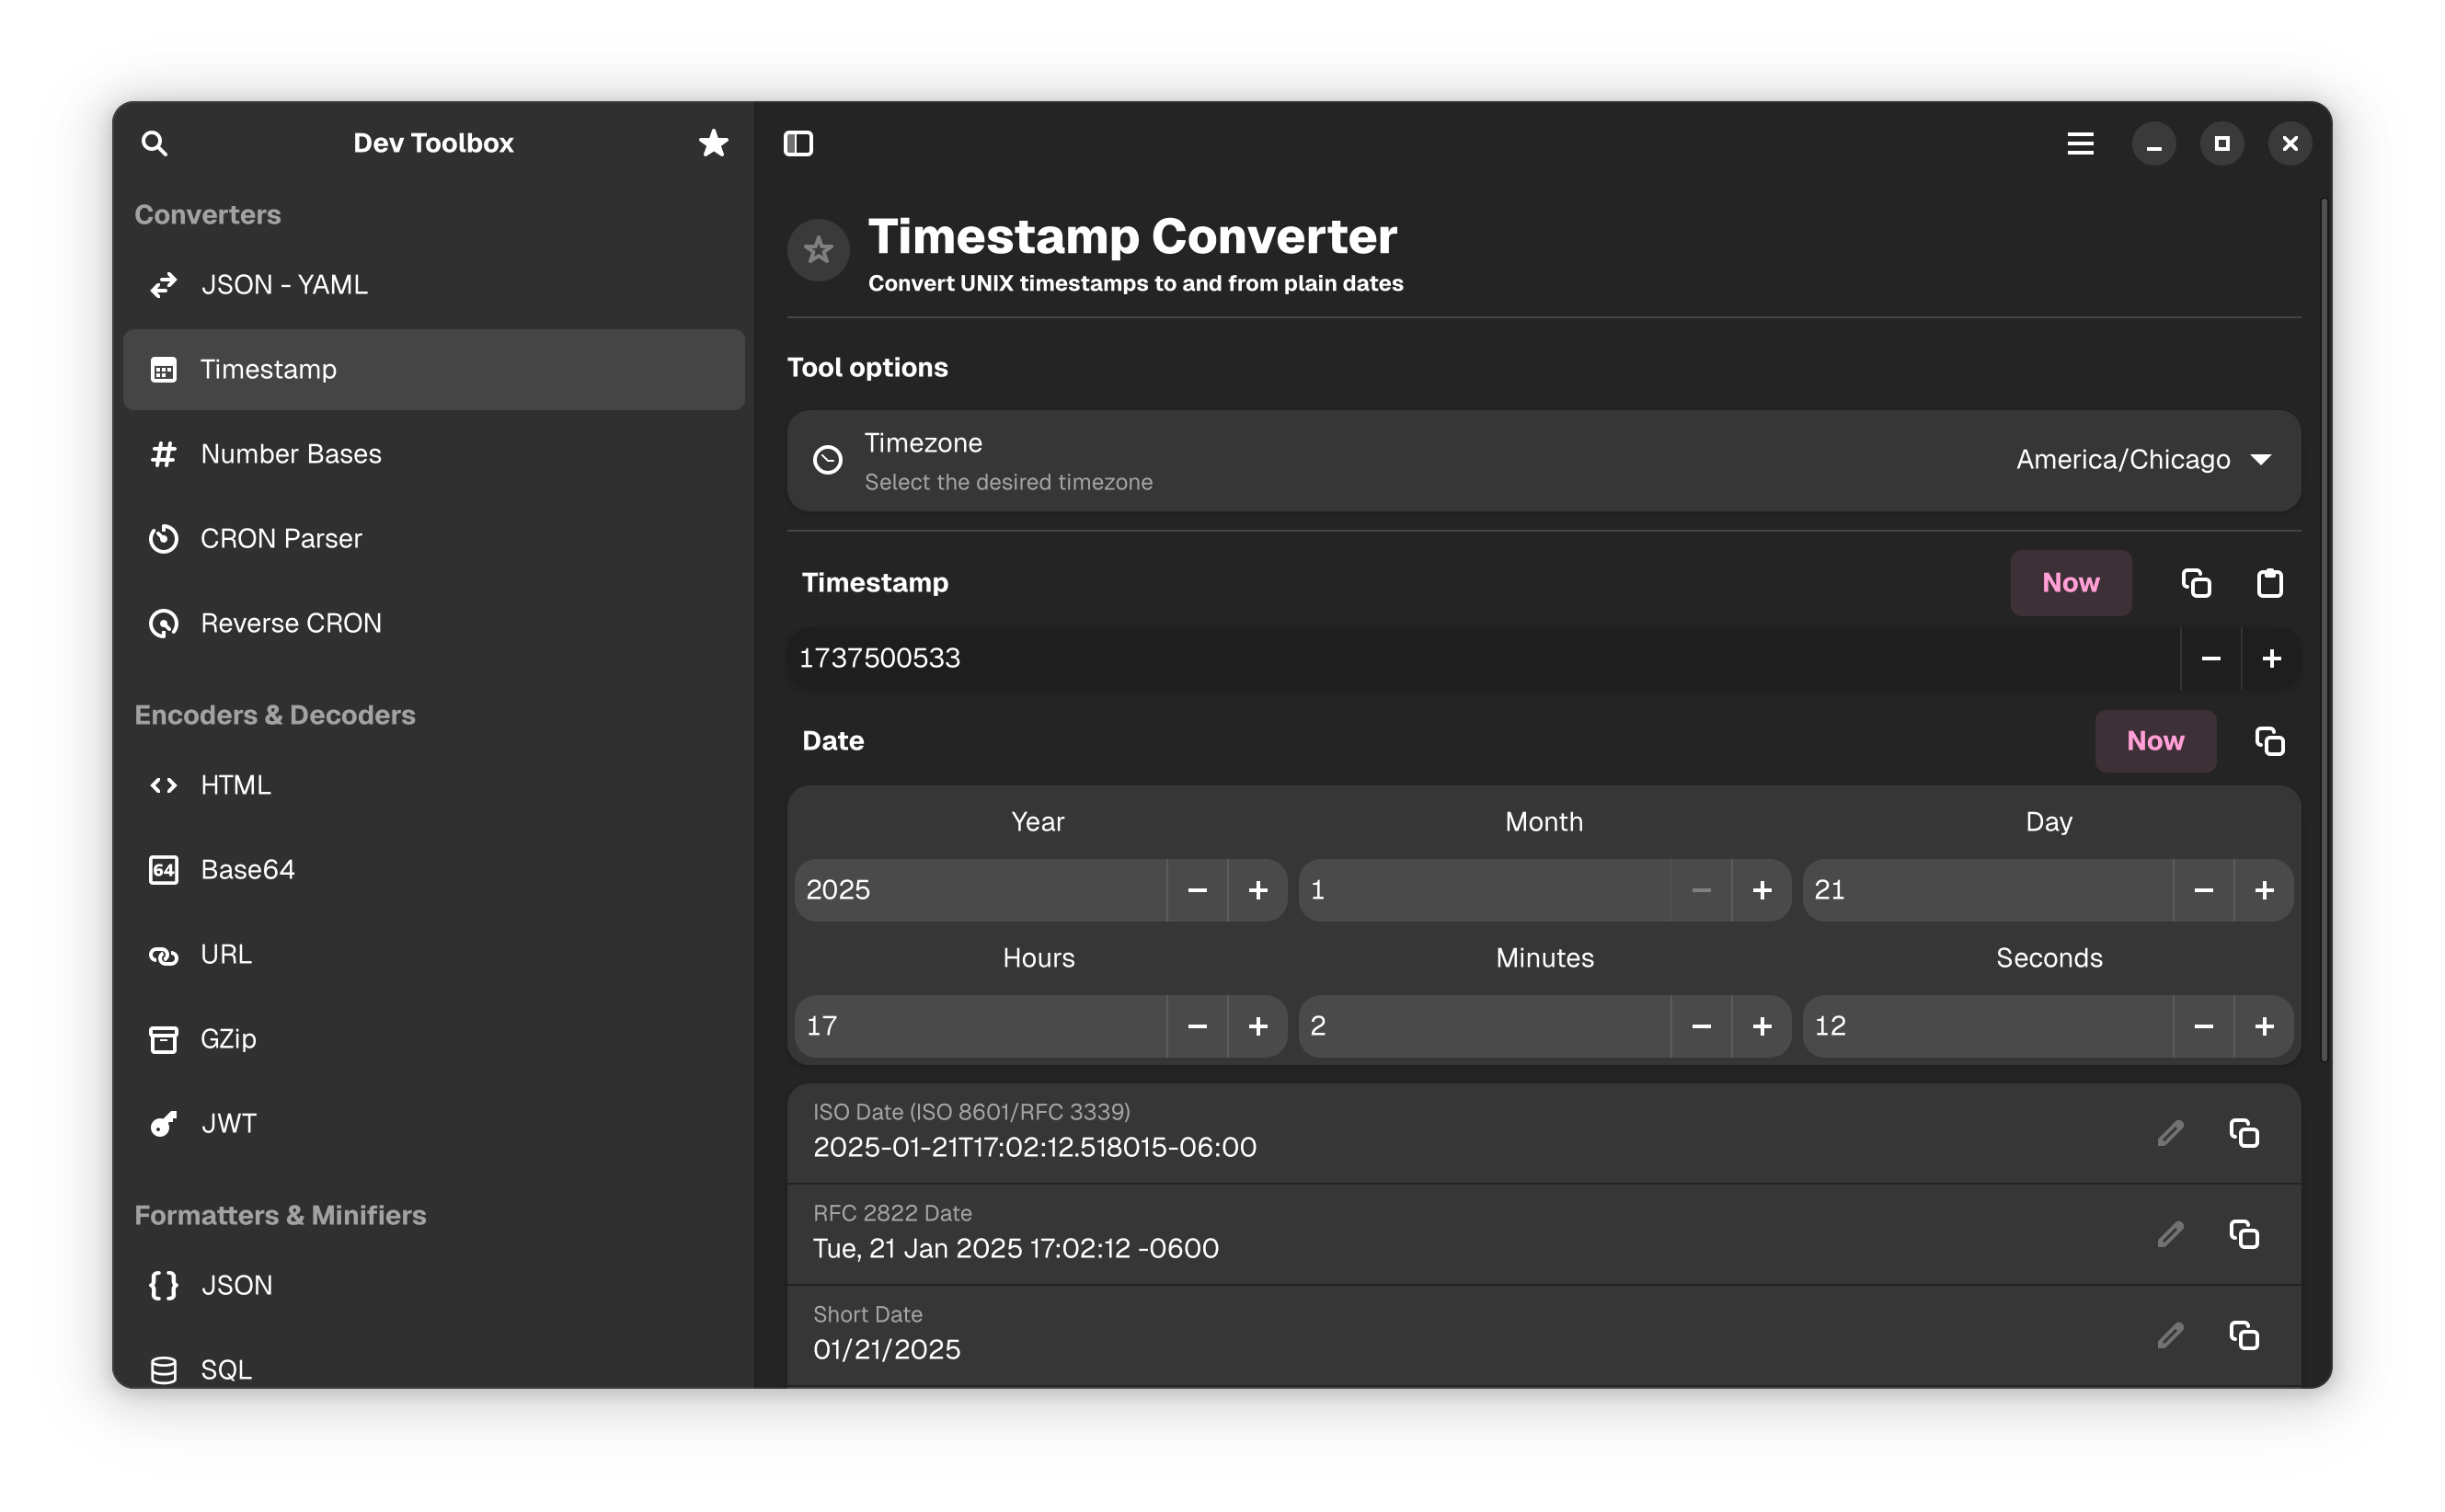 Dev Toolbox
Converters
JSON - YAML
Timestamp
Number Bases
CRON Parser
Reverse CRON
Encoders & Decoders
HTML
64 Base64
URL
GZip
JWT
Formatters & Minifiers
JSON
SQL
Timestamp Converter
Convert UNIX timestamps to and from plain dates
Tool options
Timezone
Select the desired timezone
America/Chicago
Timestamp
Now
1737500533
Date
Now
Year Month Day
2025 1 21
Hours Minutes Seconds
17 2 12
ISO Date (ISO 8601/RFC 3339)
2025-01-21T17:02:12.518015-06:00
RFC 2822 Date
Tue, 21 Jan 2025 17:02:12 -0600
Short Date
01/21/2025